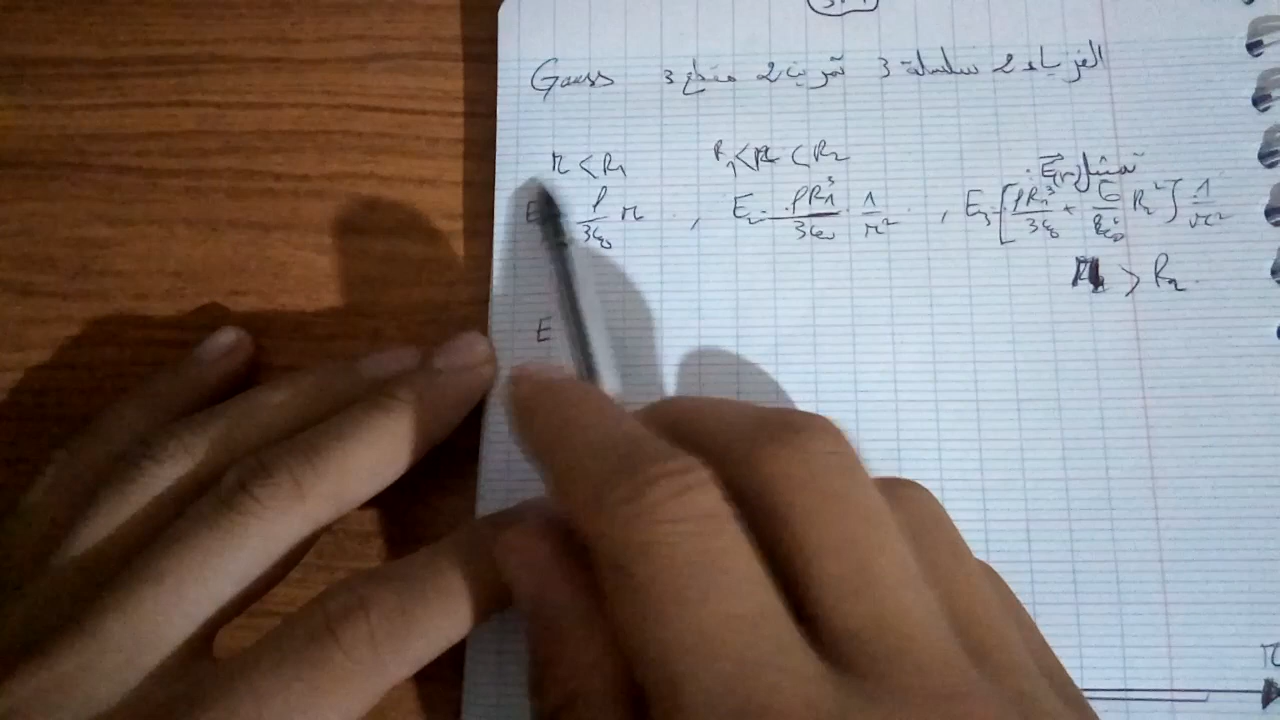 الفزياء 2 سلسلة 3 تمرين 2 مقطع 3 Gauss
تمثيل E(r)
r < R₁ R₁ < r < R₂
E = ρ/3ε₀ r , E₂ = ρR₁³/3ε₀ · 1/r² , E₃ = [ρR₁³/3ε₀ + σ/ε₀ R₂²] 1/r²
> R₂
E
r